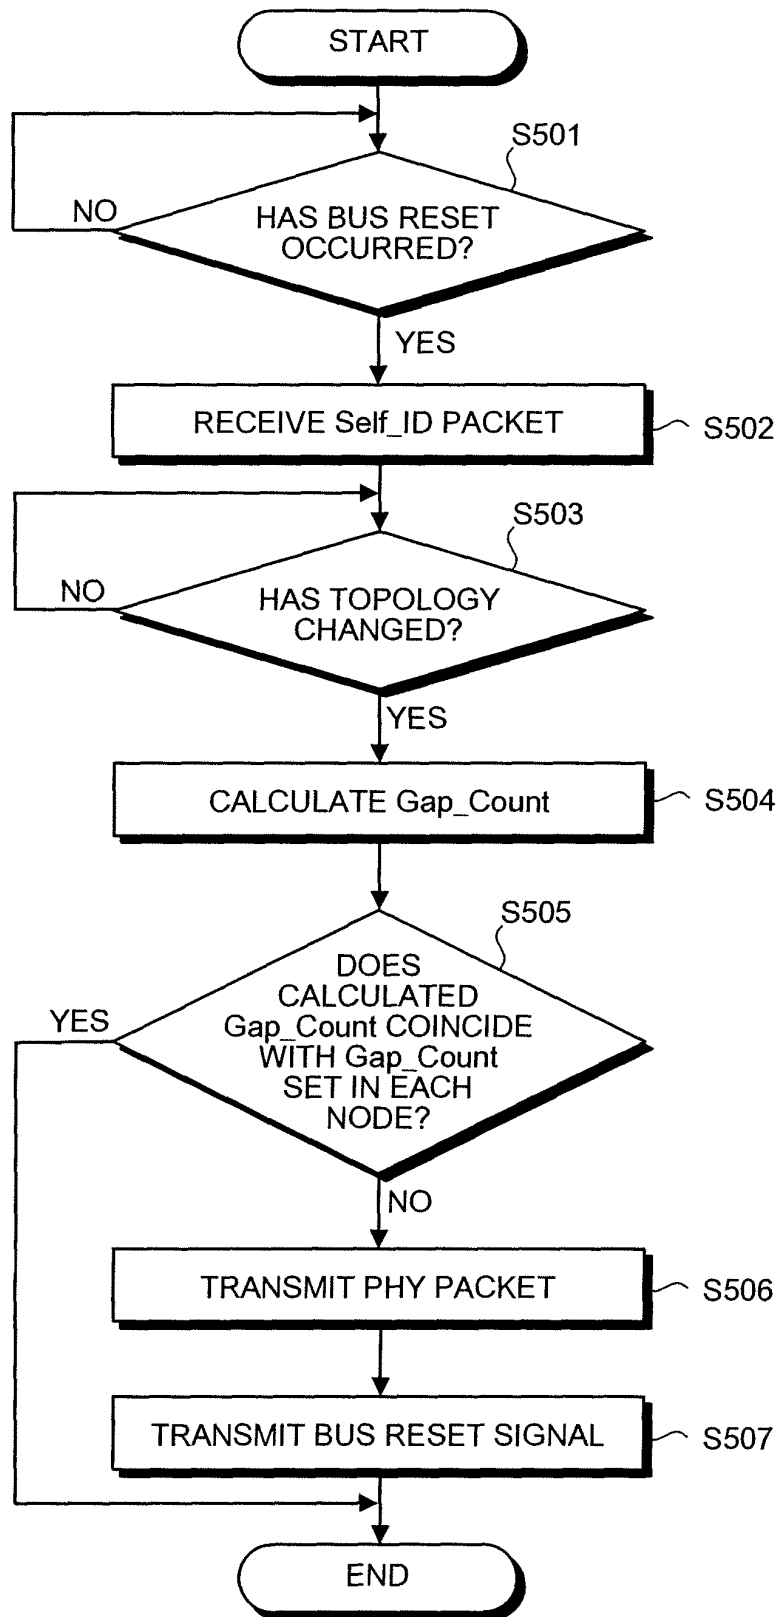 START
S501
NO
HAS BUS RESET
OCCURRED?
YES
RECEIVE Self_ID PACKET
S502
S503
NO
HAS TOPOLOGY
CHANGED?
YES
CALCULATE Gap_Count
S504
S505
YES
DOES
CALCULATED
Gap_Count COINCIDE
WITH Gap_Count
SET IN EACH
NODE?
NO
TRANSMIT PHY PACKET
S506
TRANSMIT BUS RESET SIGNAL
S507
END